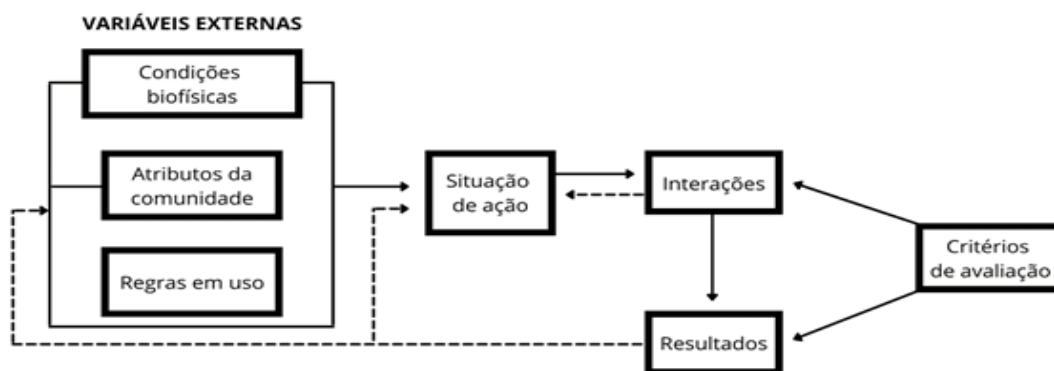 VARIÁVEIS EXTERNAS
Condições
biofísicas
Atributos da
comunidade
Regras em uso
Situação
de ação
Interações
Resultados
Critérios
de avaliação